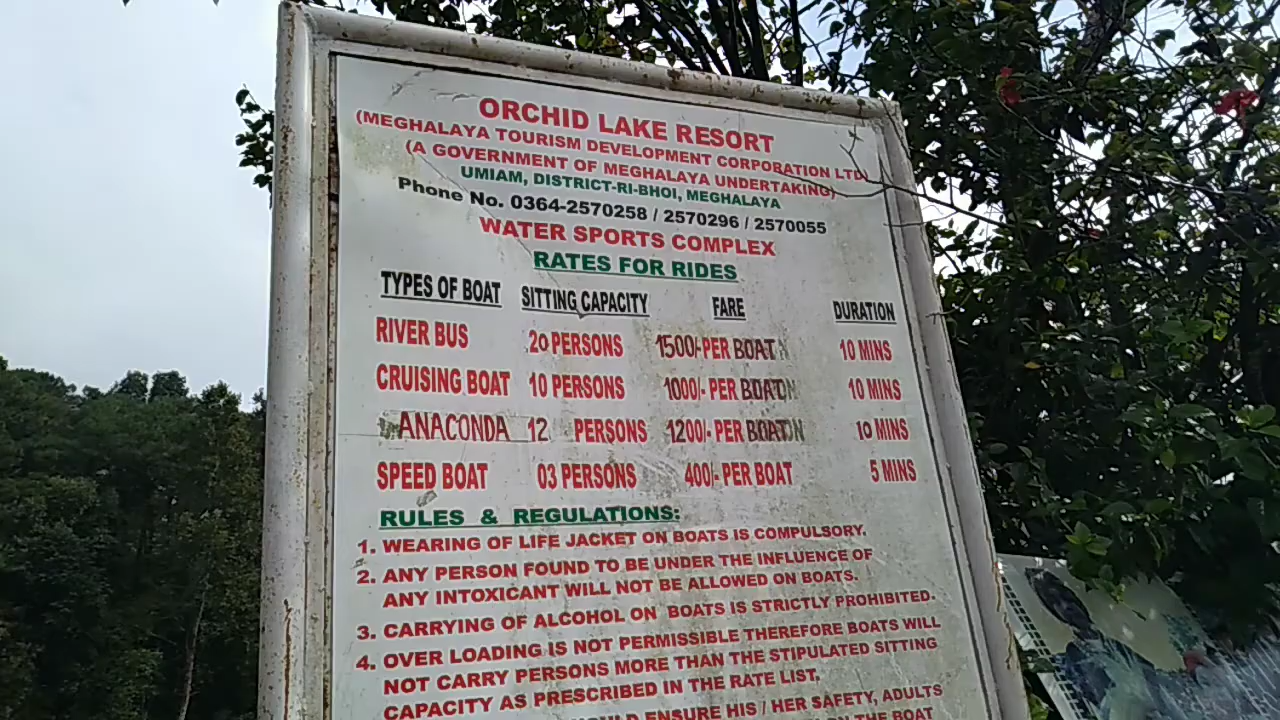 ORCHID LAKE RESORT
(MEGHALAYA TOURISM DEVELOPMENT CORPORATION LTD
(A GOVERNMENT OF MEGHALAYA UNDERTAKING)
UMIAM, DISTRICT-RI-BHOI, MEGHALAYA
Phone No. 0364-2570258 / 2570296 / 2570055
WATER SPORTS COMPLEX
RATES FOR RIDES
TYPES OF BOAT SITTING CAPACITY FARE DURATION
RIVER BUS 20 PERSONS 1500/-PER BOAT 10 MINS
CRUISING BOAT 10 PERSONS 1000/- PER BOAT 10 MINS
ANACONDA 12 PERSONS 1200/- PER BOAT 10 MINS
SPEED BOAT 03 PERSONS 400/- PER BOAT 5 MINS
RULES & REGULATIONS:
1. WEARING OF LIFE JACKET ON BOATS IS COMPULSORY.
2. ANY PERSON FOUND TO BE UNDER THE INFLUENCE OF
ANY INTOXICANT WILL NOT BE ALLOWED ON BOATS.
3. CARRYING OF ALCOHOL ON BOATS IS STRICTLY PROHIBITED.
4. OVER LOADING IS NOT PERMISSIBLE THEREFORE BOATS WILL
NOT CARRY PERSONS MORE THAN THE STIPULATED SITTING
CAPACITY AS PRESCRIBED IN THE RATE LIST.
ENSURE HIS / HER SAFETY, ADULTS
THE BOAT